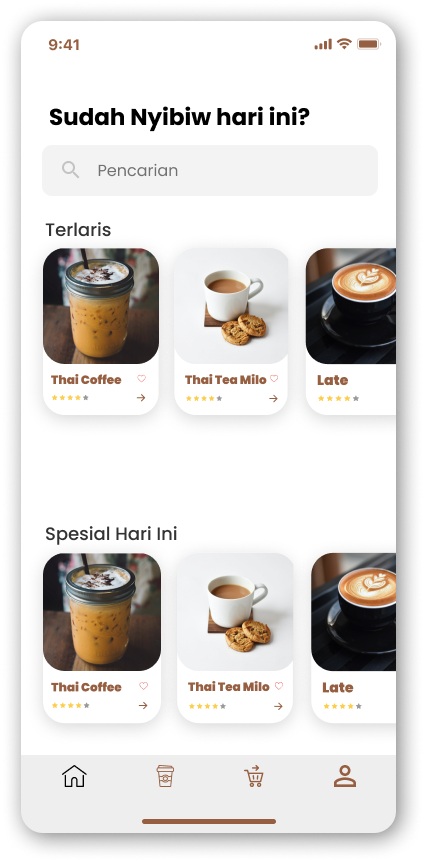 9:41
Sudah Nyibiw hari ini?
Pencarian
Terlaris
Thai Coffee
Thai Tea Milo
Late
Spesial Hari Ini
Thai Coffee
Thai Tea Milo
Late